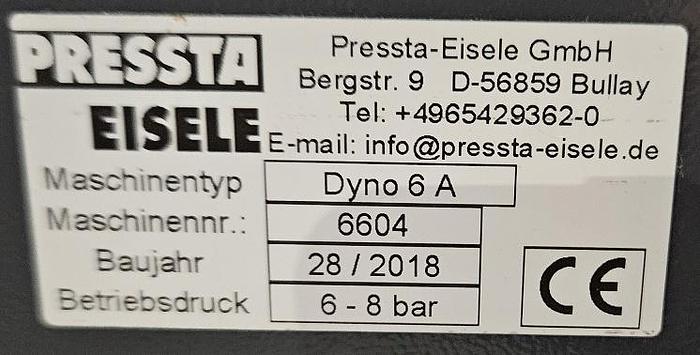 PRESSTA
EISELE
Pressta-Eisele GmbH
Bergstr. 9 D-56859 Bullay
Tel: +4965429362-0
E-mail: info@pressta-eisele.de
Maschinentyp Dyno 6 A
Maschinennr.: 6604
Baujahr 28 / 2018
Betriebsdruck 6 - 8 bar
CE